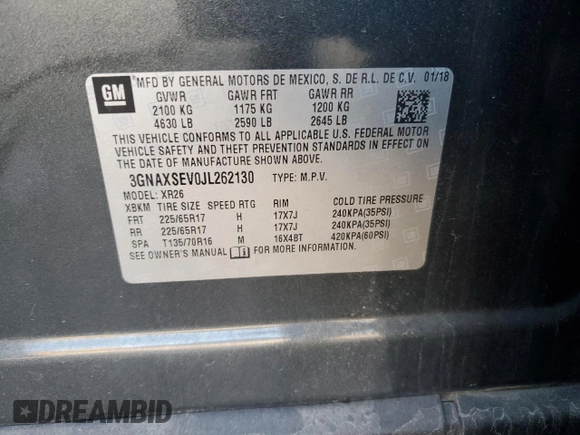 GM
MFD BY GENERAL MOTORS DE MEXICO, S. DE R.L. DE C.V. 01/18
GVWR GAWR FRT GAWR RR
2100 KG 1175 KG 1200 KG
4630 LB 2590 LB 2645 LB
THIS VEHICLE CONFORMS TO ALL APPLICABLE U.S. FEDERAL MOTOR
VEHICLE SAFETY AND THEFT PREVENTION STANDARDS IN EFFECT ON
THE DATE OF MANUFACTURE SHOWN ABOVE.
3GNAXSEV0JL262130 TYPE: M.P.V.
MODEL: XR26
XBKM TIRE SIZE SPEED RTG RIM COLD TIRE PRESSURE
FRT 225/65R17 H 17X7J 240KPA(35PSI)
RR 225/65R17 H 17X7J 240KPA(35PSI)
SPA T135/70R16 M 16X4BT 420KPA(60PSI)
SEE OWNER'S MANUAL FOR MORE INFORMATION.
DREAMBID